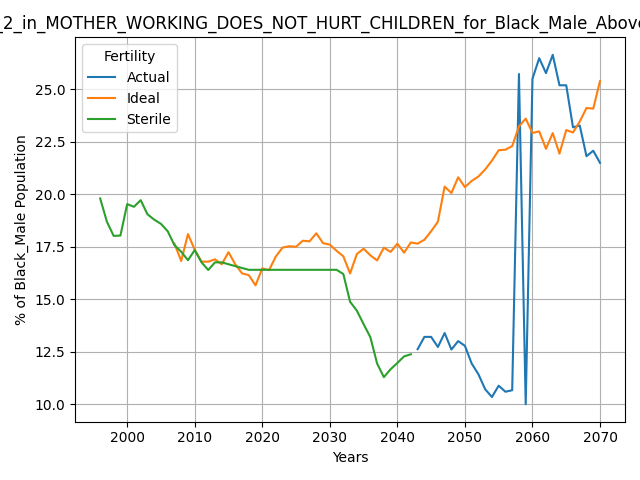 _2_in_MOTHER_WORKING_DOES_NOT_HURT_CHILDREN_for_Black_Male_Above
Fertility
Actual
Ideal
Sterile
% of Black_Male Population
25.0
22.5
20.0
17.5
15.0
12.5
10.0
2000 2010 2020 2030 2040 2050 2060 2070
Years